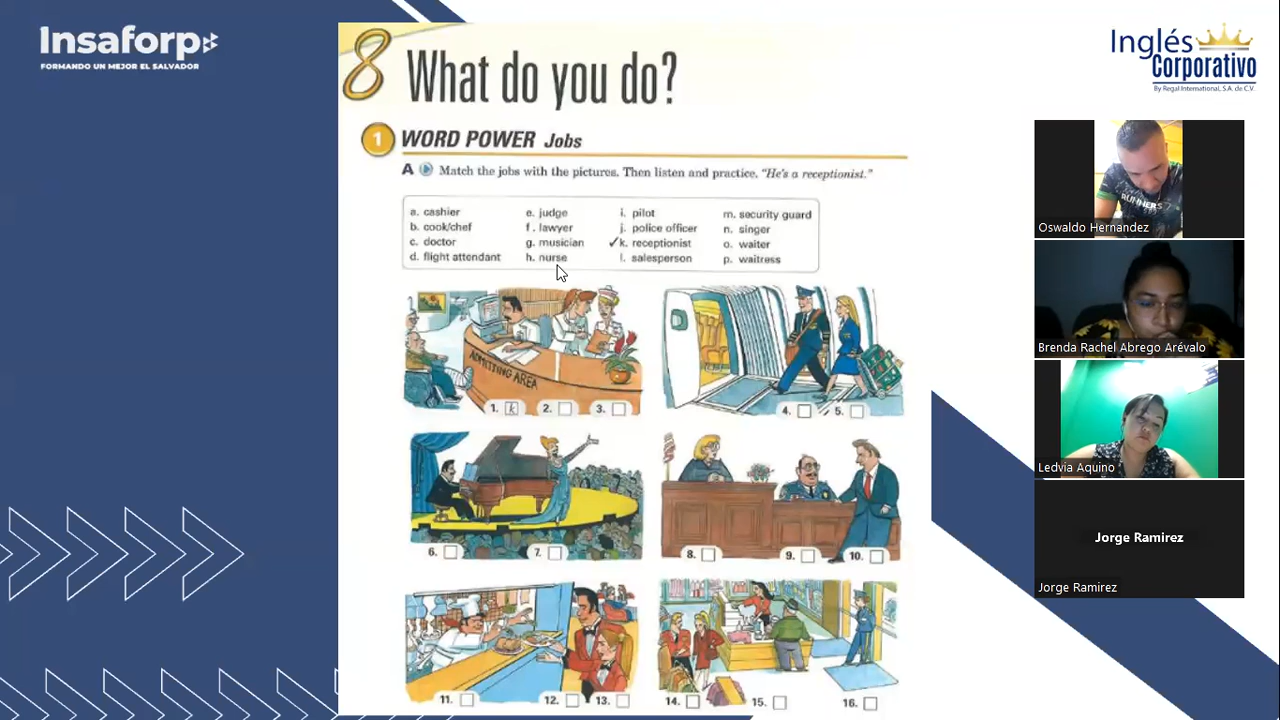 Insaforp
FORMANDO UN MEJOR EL SALVADOR
8 What do you do?
Inglés
Corporativo
By Regal International, S.A. de C.V.
1 WORD POWER Jobs
A Match the jobs with the pictures. Then listen and practice. "He's a receptionist."
a. cashier
b. cook/chef
c. doctor
d. flight attendant
e. judge
f. lawyer
g. musician
h. nurse
i. pilot
j. police officer
✓k. receptionist
l. salesperson
m. security guard
n. singer
o. waiter
p. waitress
ADMITTING AREA
1. k 2. 3.
4. 5.
6. 7.
8. 9. 10.
11. 12. 13.
14. 15. 16.
RUNNERS
Oswaldo Hernandez
Brenda Rachel Abrego Arévalo
Ledvia Aquino
Jorge Ramirez
Jorge Ramirez